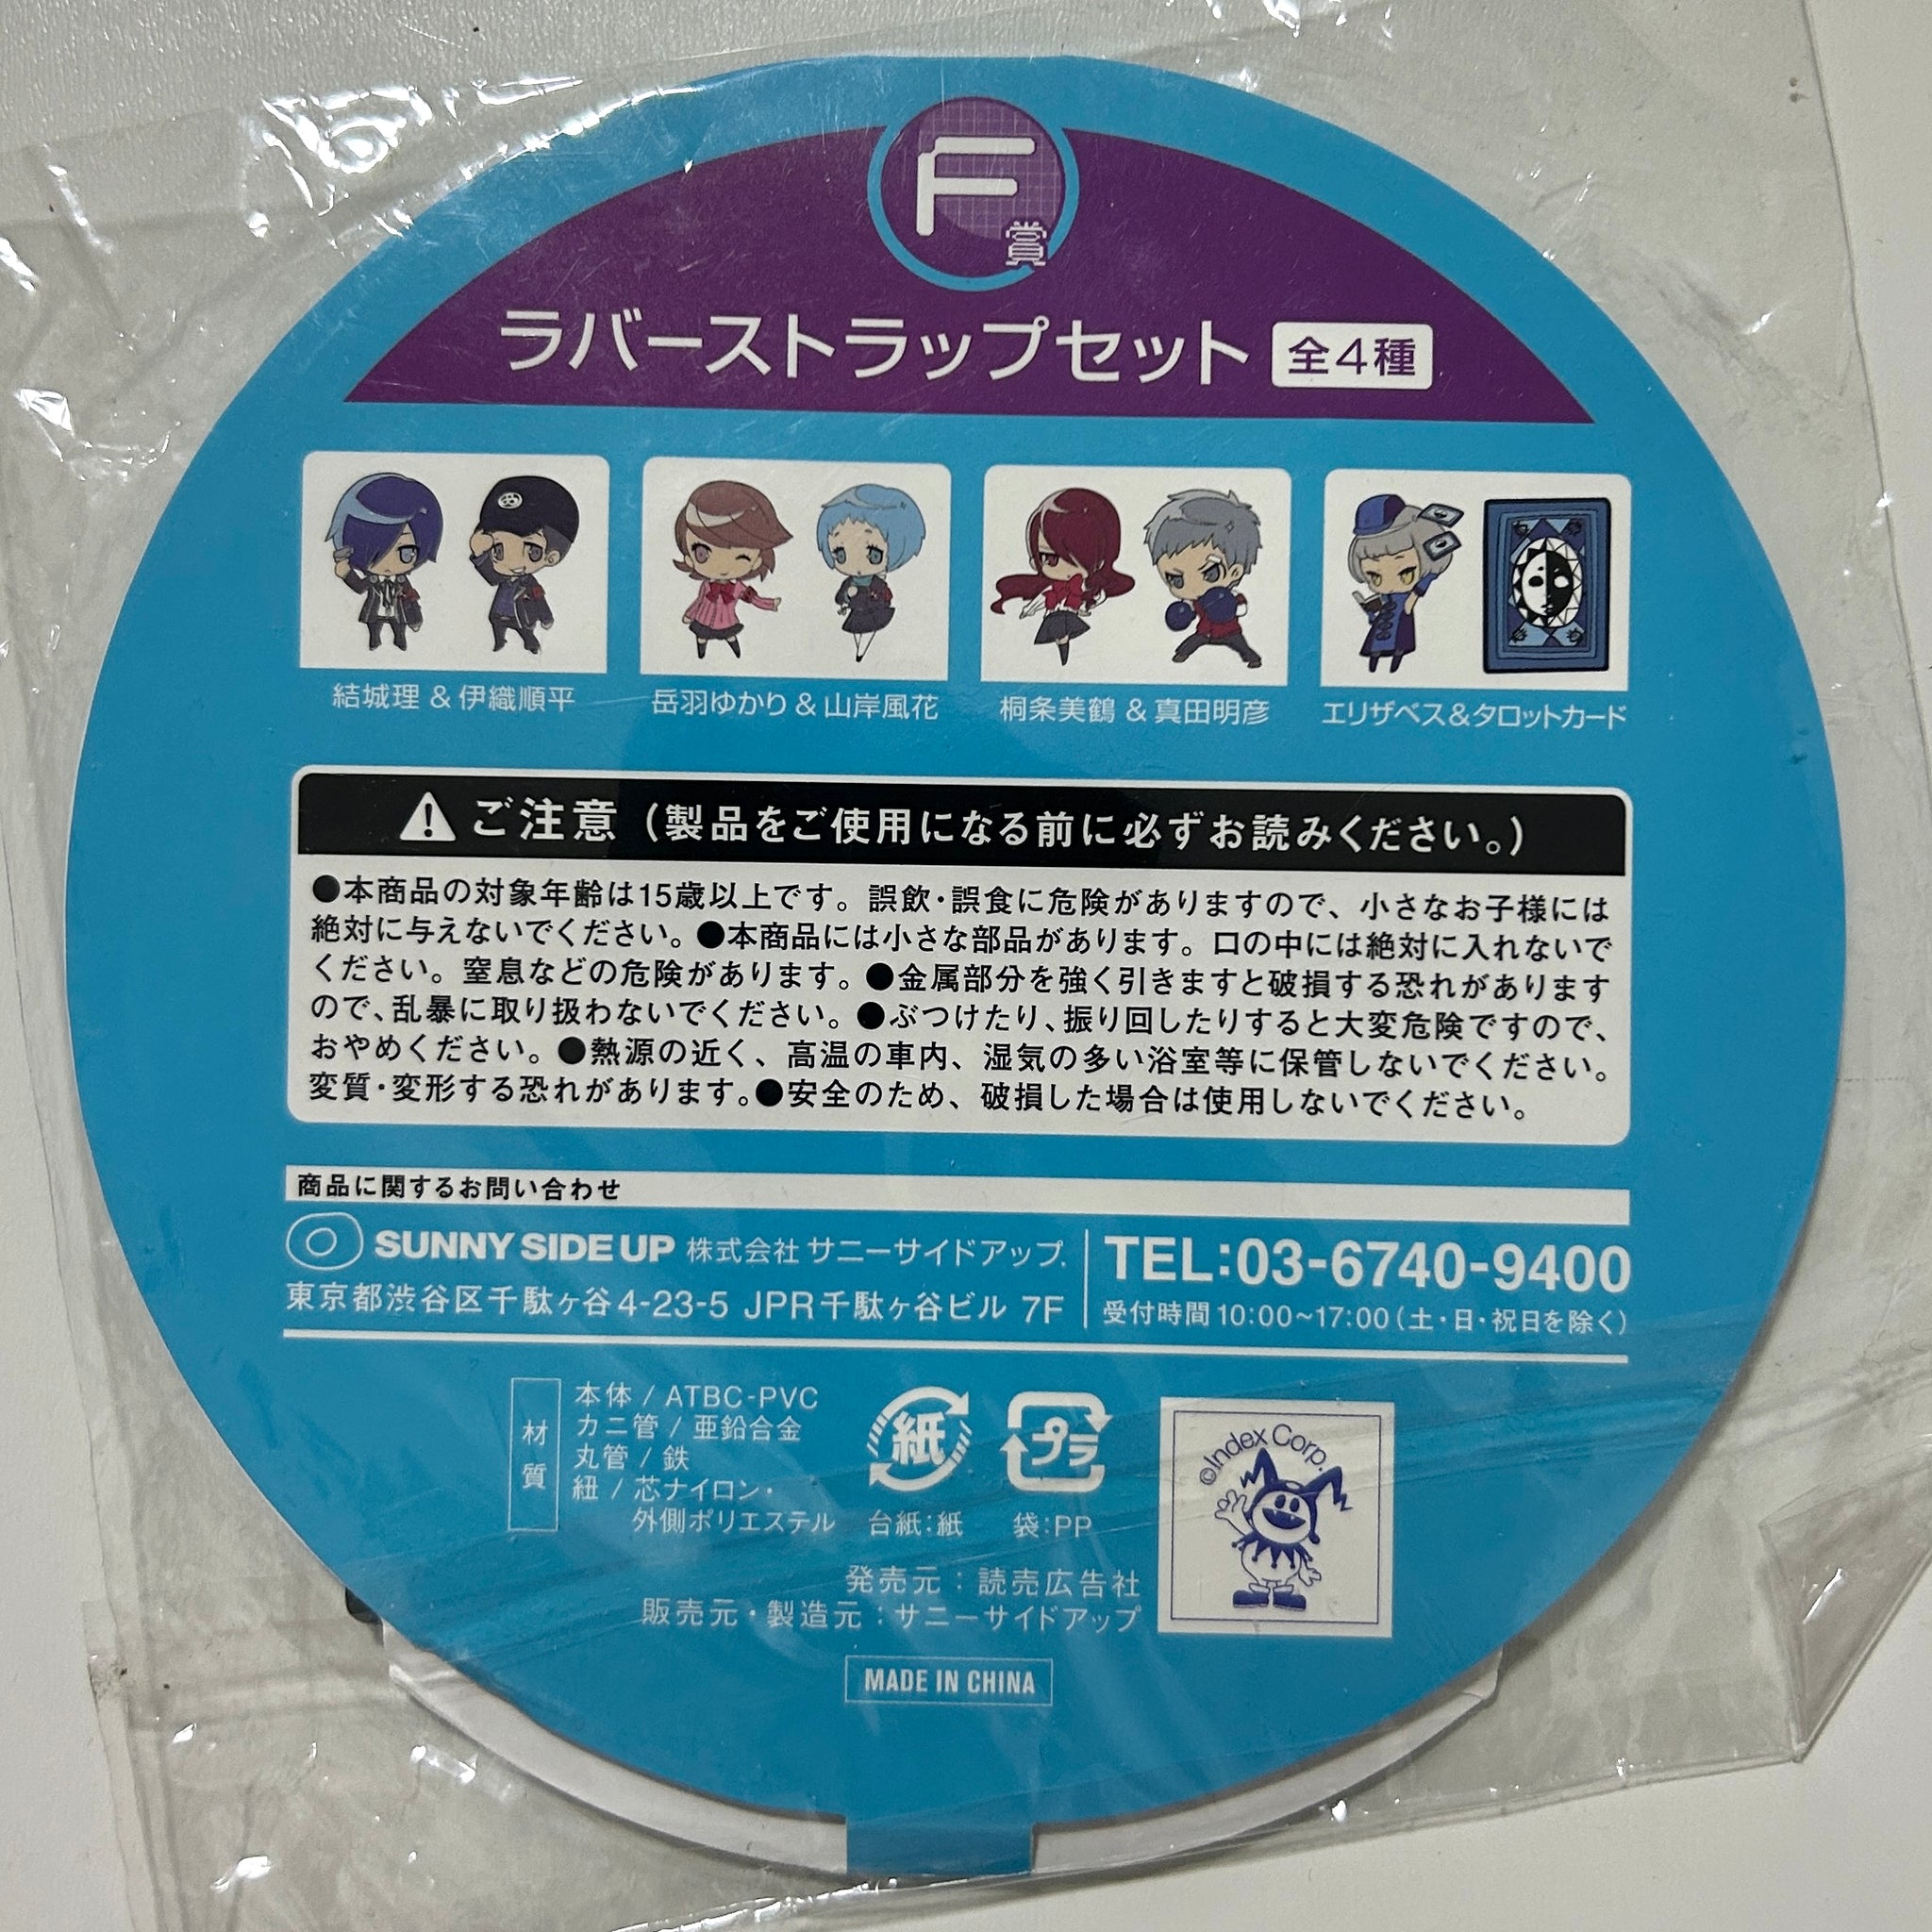 F
賞
ラバーストラップセット 全4種
結城理 & 伊織順平
岳羽ゆかり & 山岸風花
桐条美鶴 & 真田明彦
エリザベス&タロットカード
ご注意（製品をご使用になる前に必ずお読みください。）
●本商品の対象年齢は15歳以上です。誤飲・誤食に危険がありますので、小さなお子様には
絶対に与えないでください。●本商品には小さな部品があります。口の中には絶対に入れないで
ください。窒息などの危険があります。●金属部分を強く引きますと破損する恐れがあります
ので、乱暴に取り扱わないでください。●ぶつけたり、振り回したりすると大変危険ですので、
おやめください。●熱源の近く、高温の車内、湿気の多い浴室等に保管しないでください。
変質・変形する恐れがあります。●安全のため、破損した場合は使用しないでください。
商品に関するお問い合わせ
SUNNY SIDE UP 株式会社 サニーサイドアップ.
東京都渋谷区千駄ヶ谷4-23-5 JPR千駄ヶ谷ビル 7F
TEL:03-6740-9400
受付時間 10:00~17:00（土・日・祝日を除く）
材質
本体 / ATBC-PVC
カニ管 / 亜鉛合金
丸管 / 鉄
紐 / 芯ナイロン・
外側ポリエステル
紙
台紙:紙
プラ
袋:PP
©Index Corp.
発売元：読売広告社
販売元・製造元：サニーサイドアップ
MADE IN CHINA